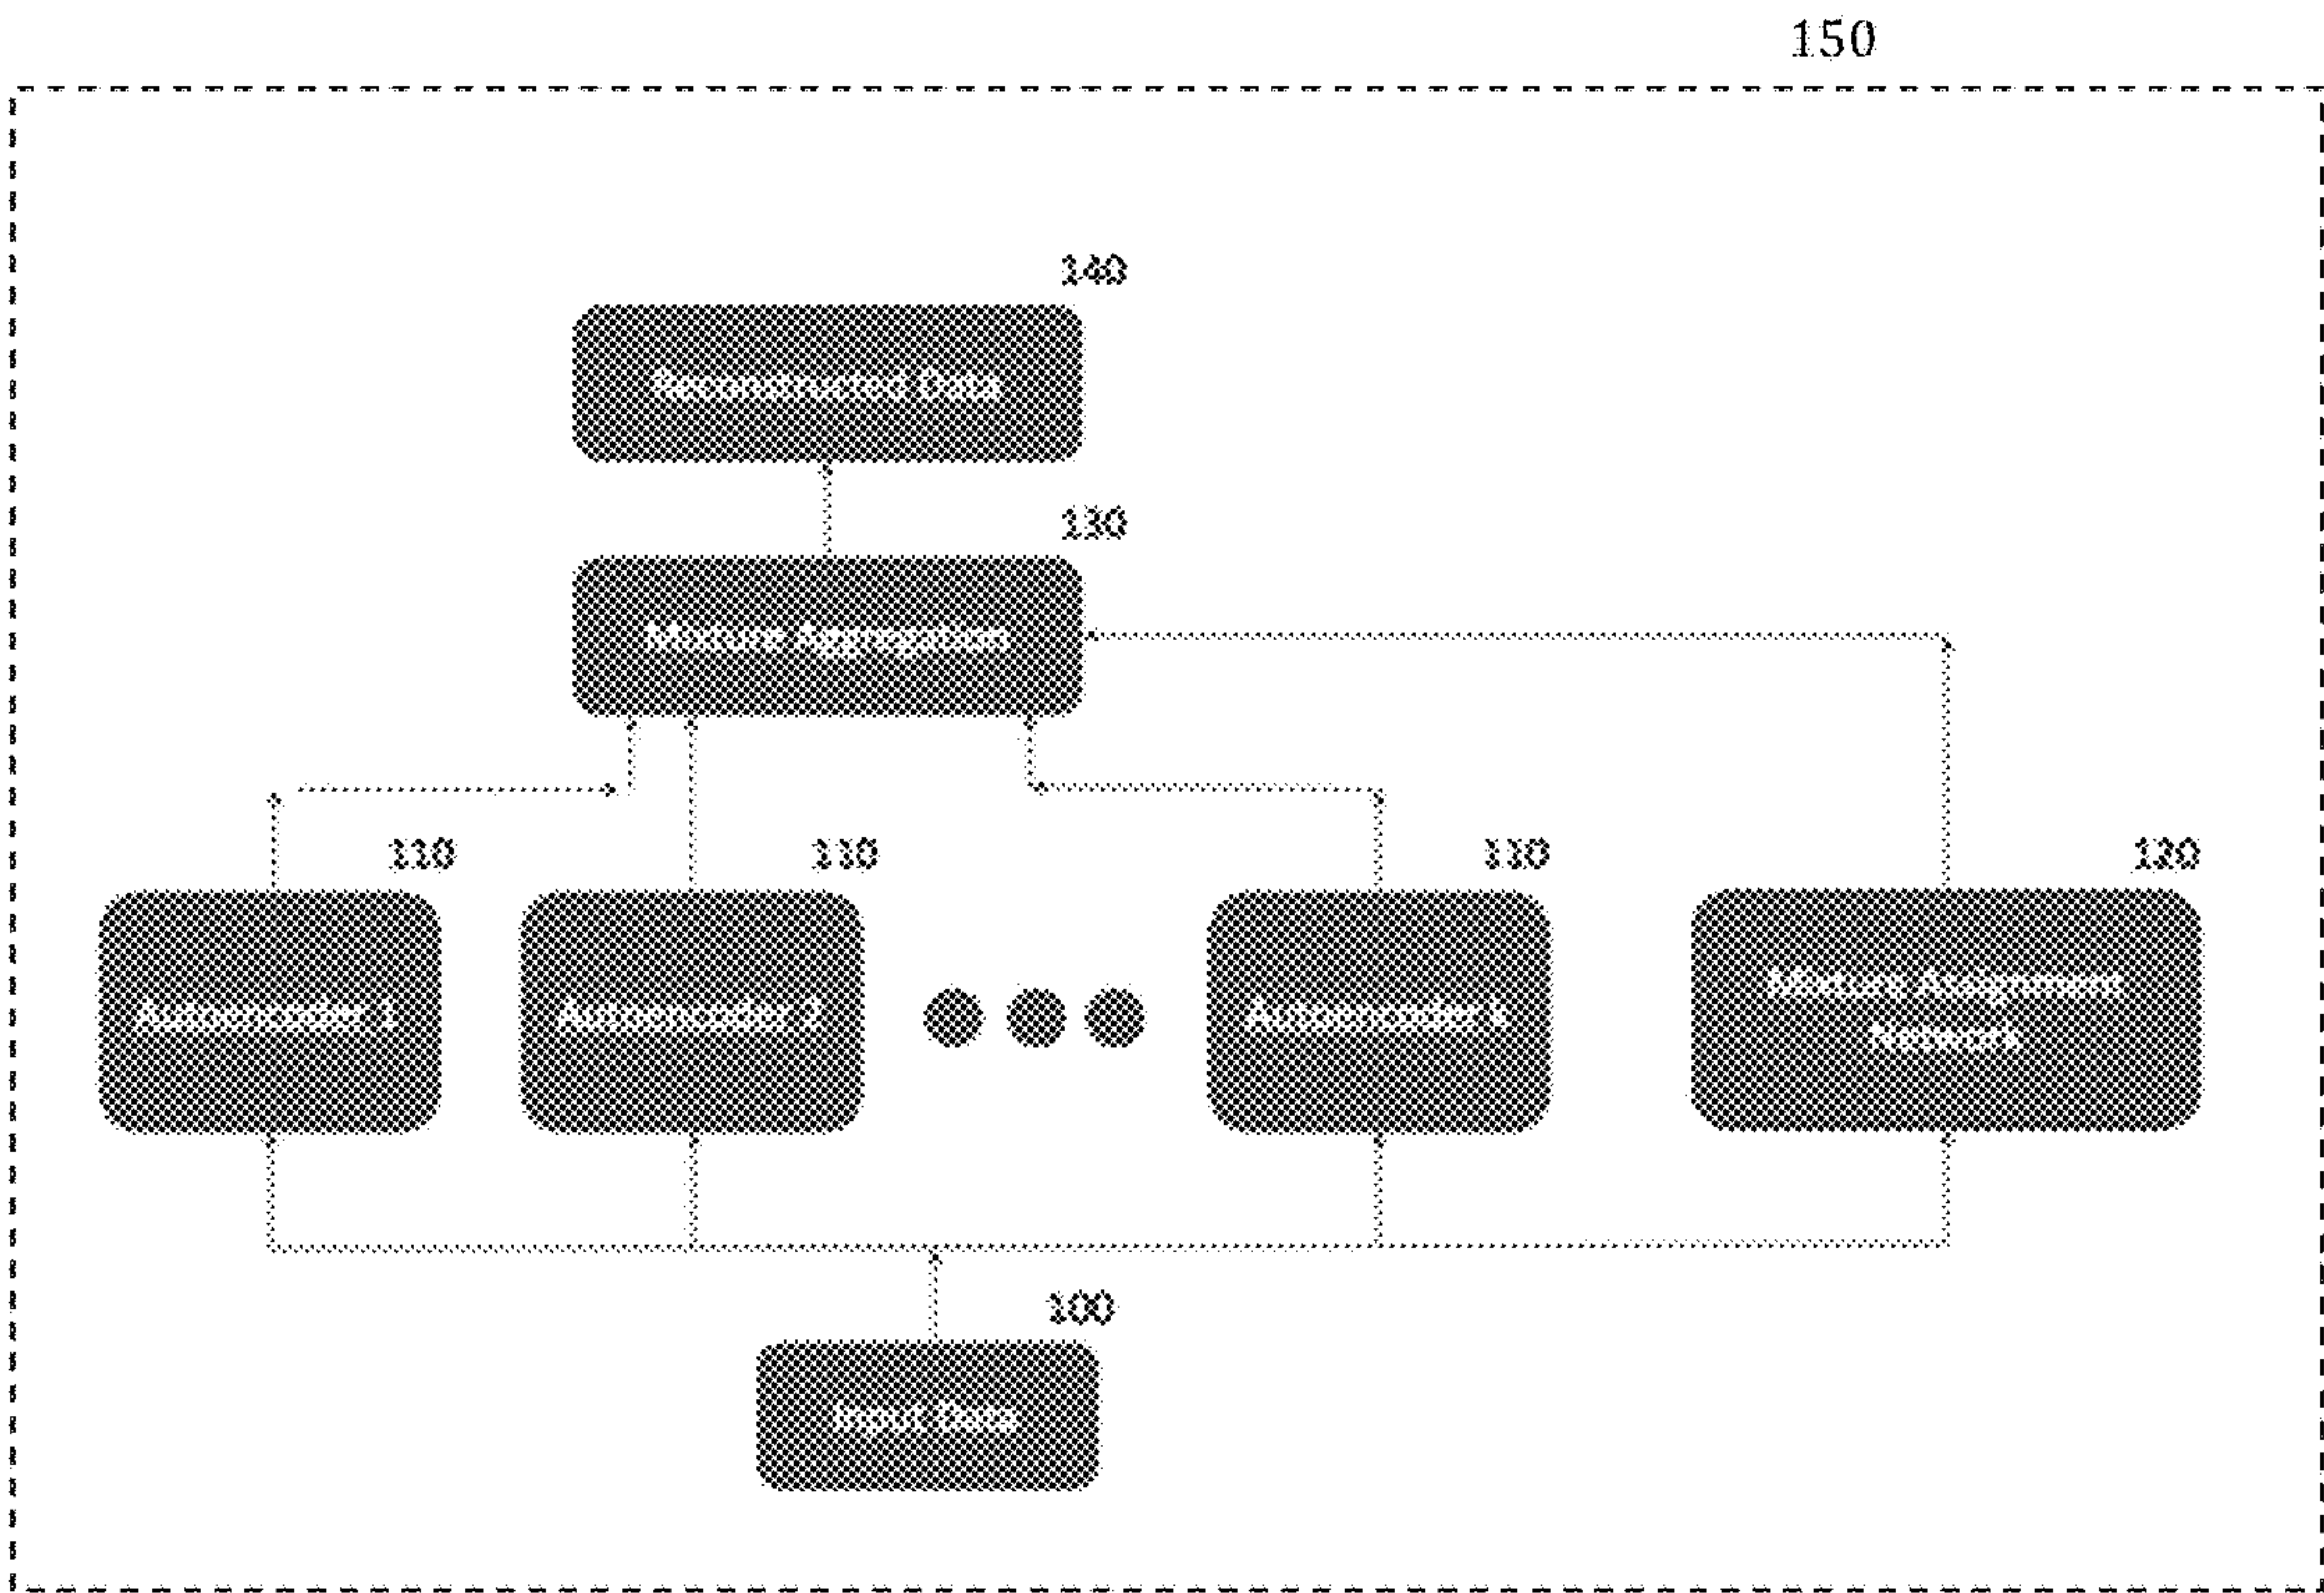 150
140
Reconstructed Data
130
Mixture Aggregation
110
110
110
120
Autoencoder 1
Autoencoder 2
Autoencoder
Mixture Assignment
Network
100
Input Data